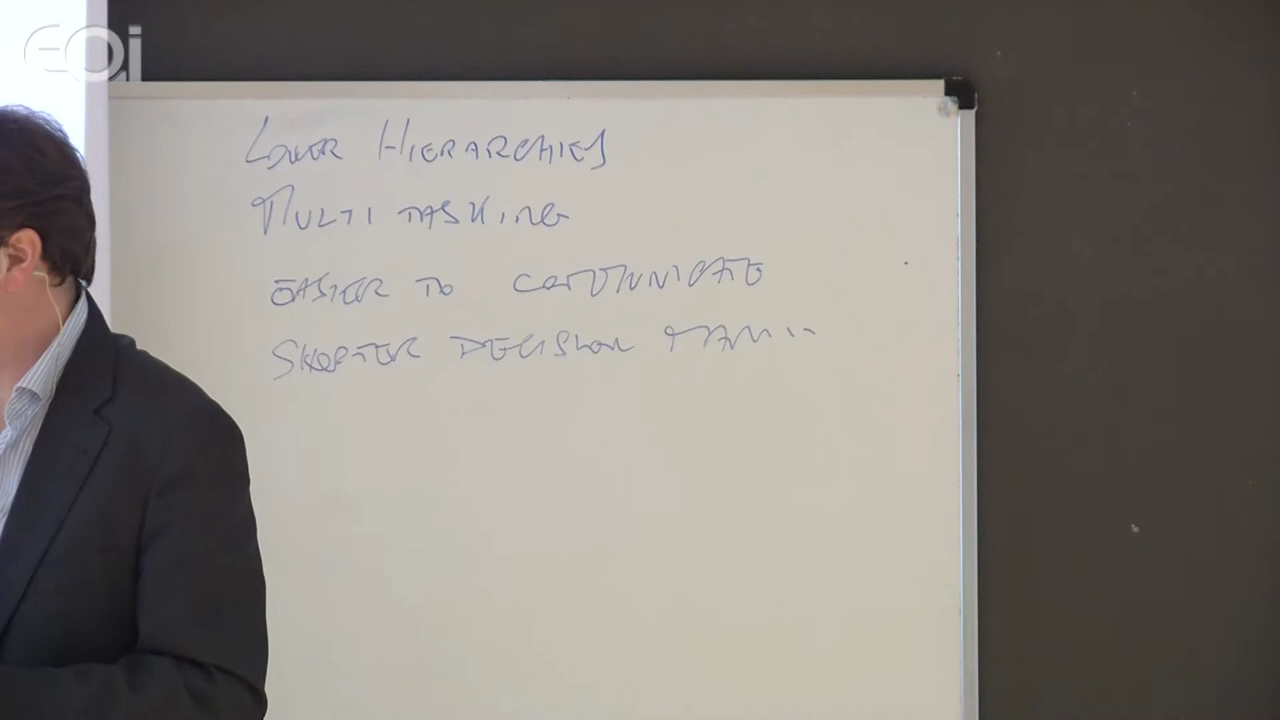 EOi
LOWER HIERARCHIES
MULTI TASKING
EASIER TO COMMUNICATE
SHORTER DECISION